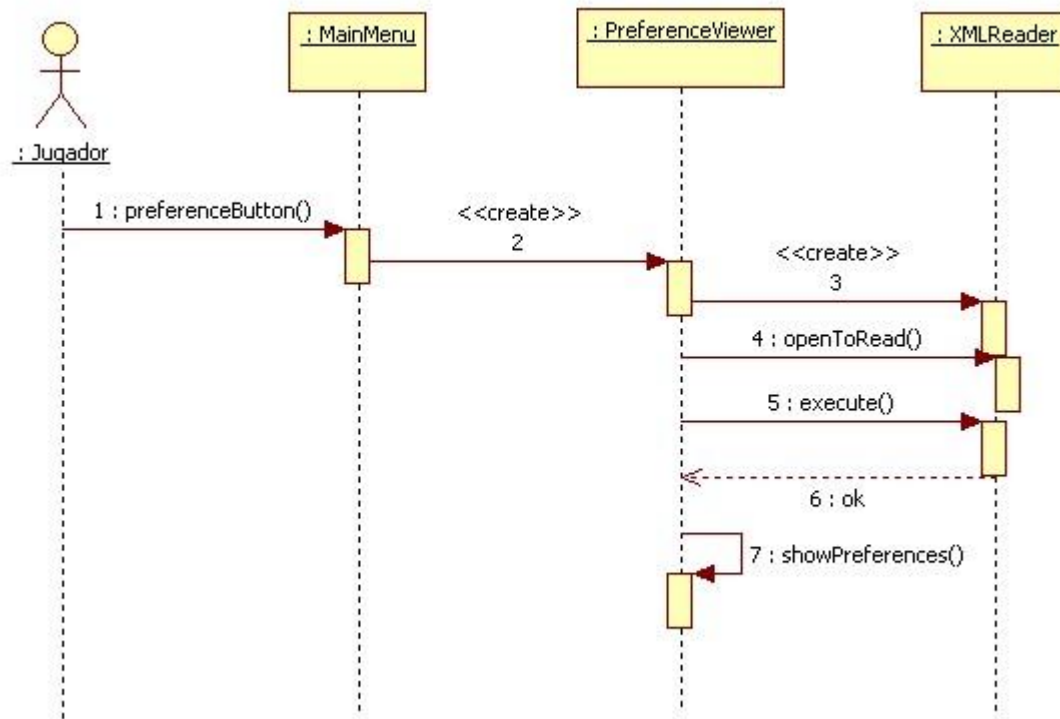 : MainMenu
: PreferenceViewer
: XMLReader
: Jugador
1 : preferenceButton()
<<create>>
2
<<create>>
3
4 : openToRead()
5 : execute()
6 : ok
7 : showPreferences()